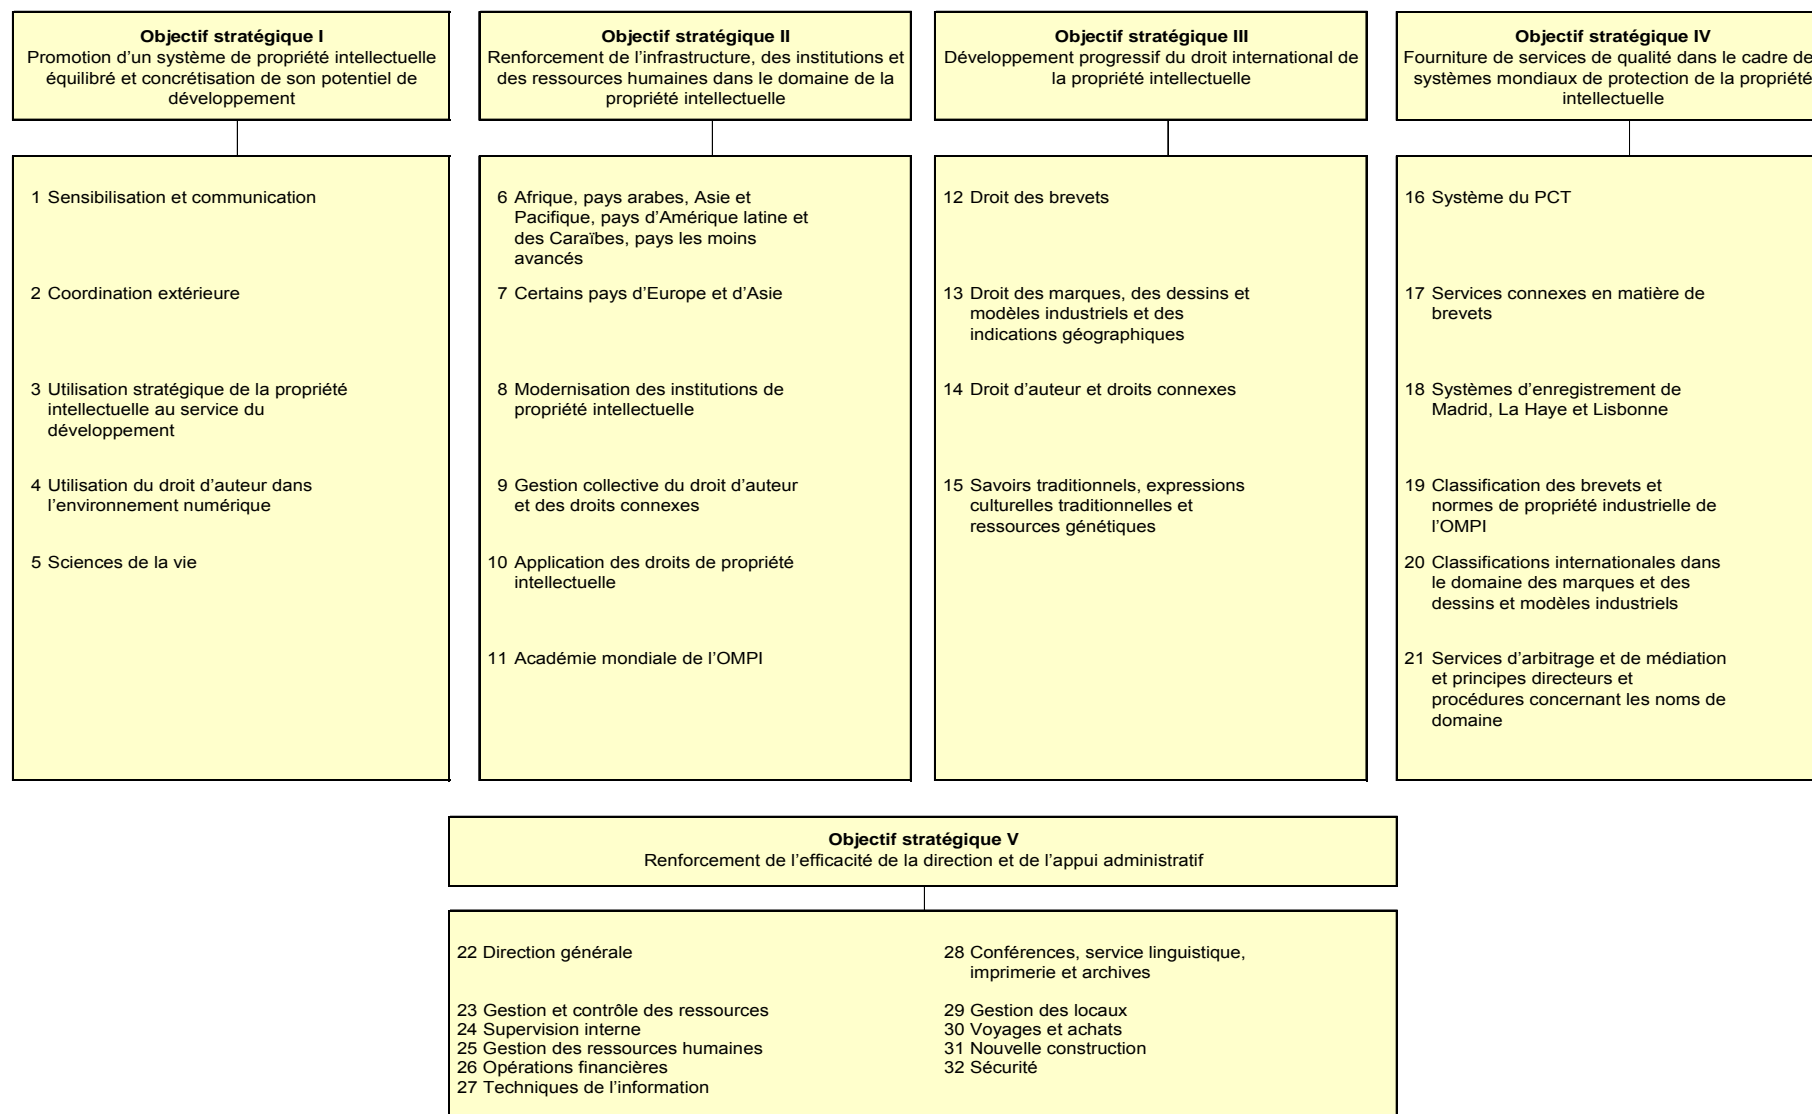 Objectif stratégique I
Promotion d’un système de propriété intellectuelle
équilibré et concrétisation de son potentiel de
développement
1 Sensibilisation et communication
2 Coordination extérieure
3 Utilisation stratégique de la propriété
intellectuelle au service du
développement
4 Utilisation du droit d’auteur dans
l’environnement numérique
5 Sciences de la vie
Objectif stratégique II
Renforcement de l’infrastructure, des institutions et
des ressources humaines dans le domaine de la
propriété intellectuelle
6 Afrique, pays arabes, Asie et
Pacifique, pays d’Amérique latine et
des Caraïbes, pays les moins
avancés
7 Certains pays d’Europe et d’Asie
8 Modernisation des institutions de
propriété intellectuelle
9 Gestion collective du droit d’auteur
et des droits connexes
10 Application des droits de propriété
intellectuelle
11 Académie mondiale de l’OMPI
Objectif stratégique III
Développement progressif du droit international de
la propriété intellectuelle
12 Droit des brevets
13 Droit des marques, des dessins et
modèles industriels et des
indications géographiques
14 Droit d’auteur et droits connexes
15 Savoirs traditionnels, expressions
culturelles traditionnelles et
ressources génétiques
Objectif stratégique IV
Fourniture de services de qualité dans le cadre de
systèmes mondiaux de protection de la propriété
intellectuelle
16 Système du PCT
17 Services connexes en matière de
brevets
18 Systèmes d’enregistrement de
Madrid, La Haye et Lisbonne
19 Classification des brevets et
normes de propriété industrielle de
l’OMPI
20 Classifications internationales dans
le domaine des marques et des
dessins et modèles industriels
21 Services d’arbitrage et de médiation
et principes directeurs et
procédures concernant les noms de
domaine
Objectif stratégique V
Renforcement de l’efficacité de la direction et de l’appui administratif
22 Direction générale
23 Gestion et contrôle des ressources
24 Supervision interne
25 Gestion des ressources humaines
26 Opérations financières
27 Techniques de l’information
28 Conférences, service linguistique,
imprimerie et archives
29 Gestion des locaux
30 Voyages et achats
31 Nouvelle construction
32 Sécurité